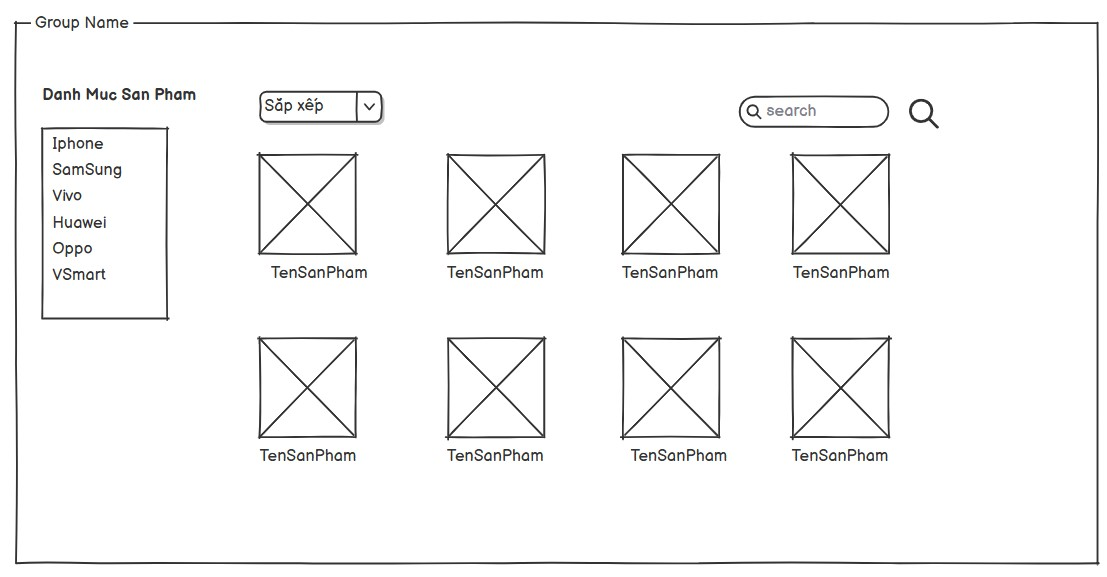 Group Name
Danh Muc San Pham
Sắp xếp
search
Iphone
SamSung
Vivo
Huawei
Oppo
VSmart
TenSanPham
TenSanPham
TenSanPham
TenSanPham
TenSanPham
TenSanPham
TenSanPham
TenSanPham